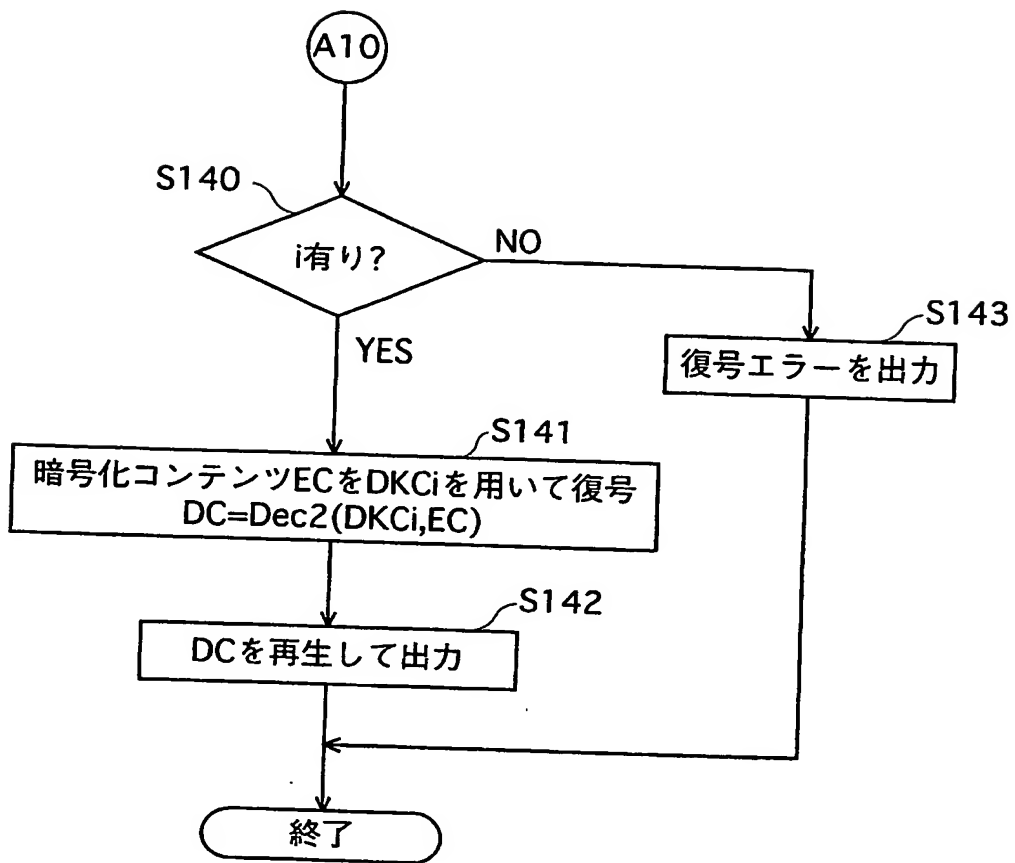 A10
S140
i有り?
NO
YES
S143
復号エラーを出力
S141
暗号化コンテンツECをDKCiを用いて復号
DC=Dec2(DKCi,EC)
S142
DCを再生して出力
終了